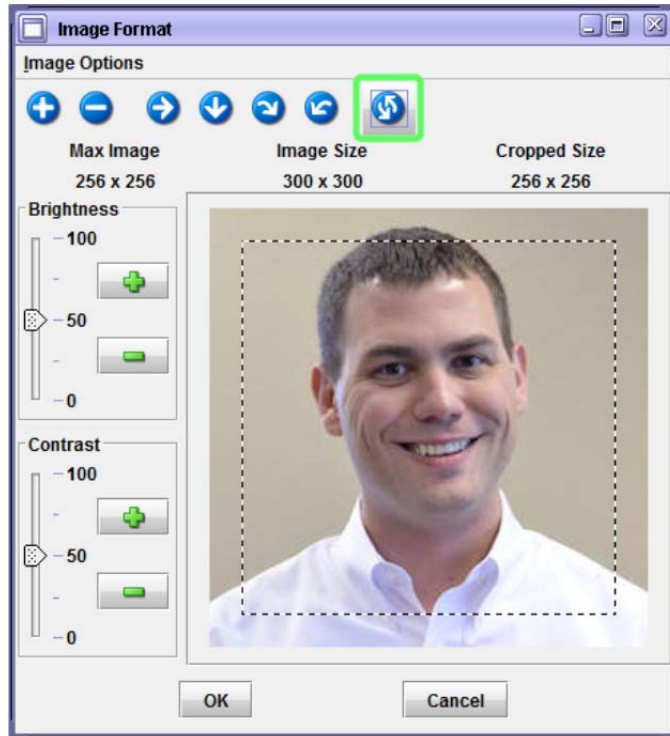 Image Format
Image Options
Max Image Image Size Cropped Size
256 x 256 300 x 300 256 x 256
Brightness
100
50
0
Contrast
100
50
0
OK Cancel